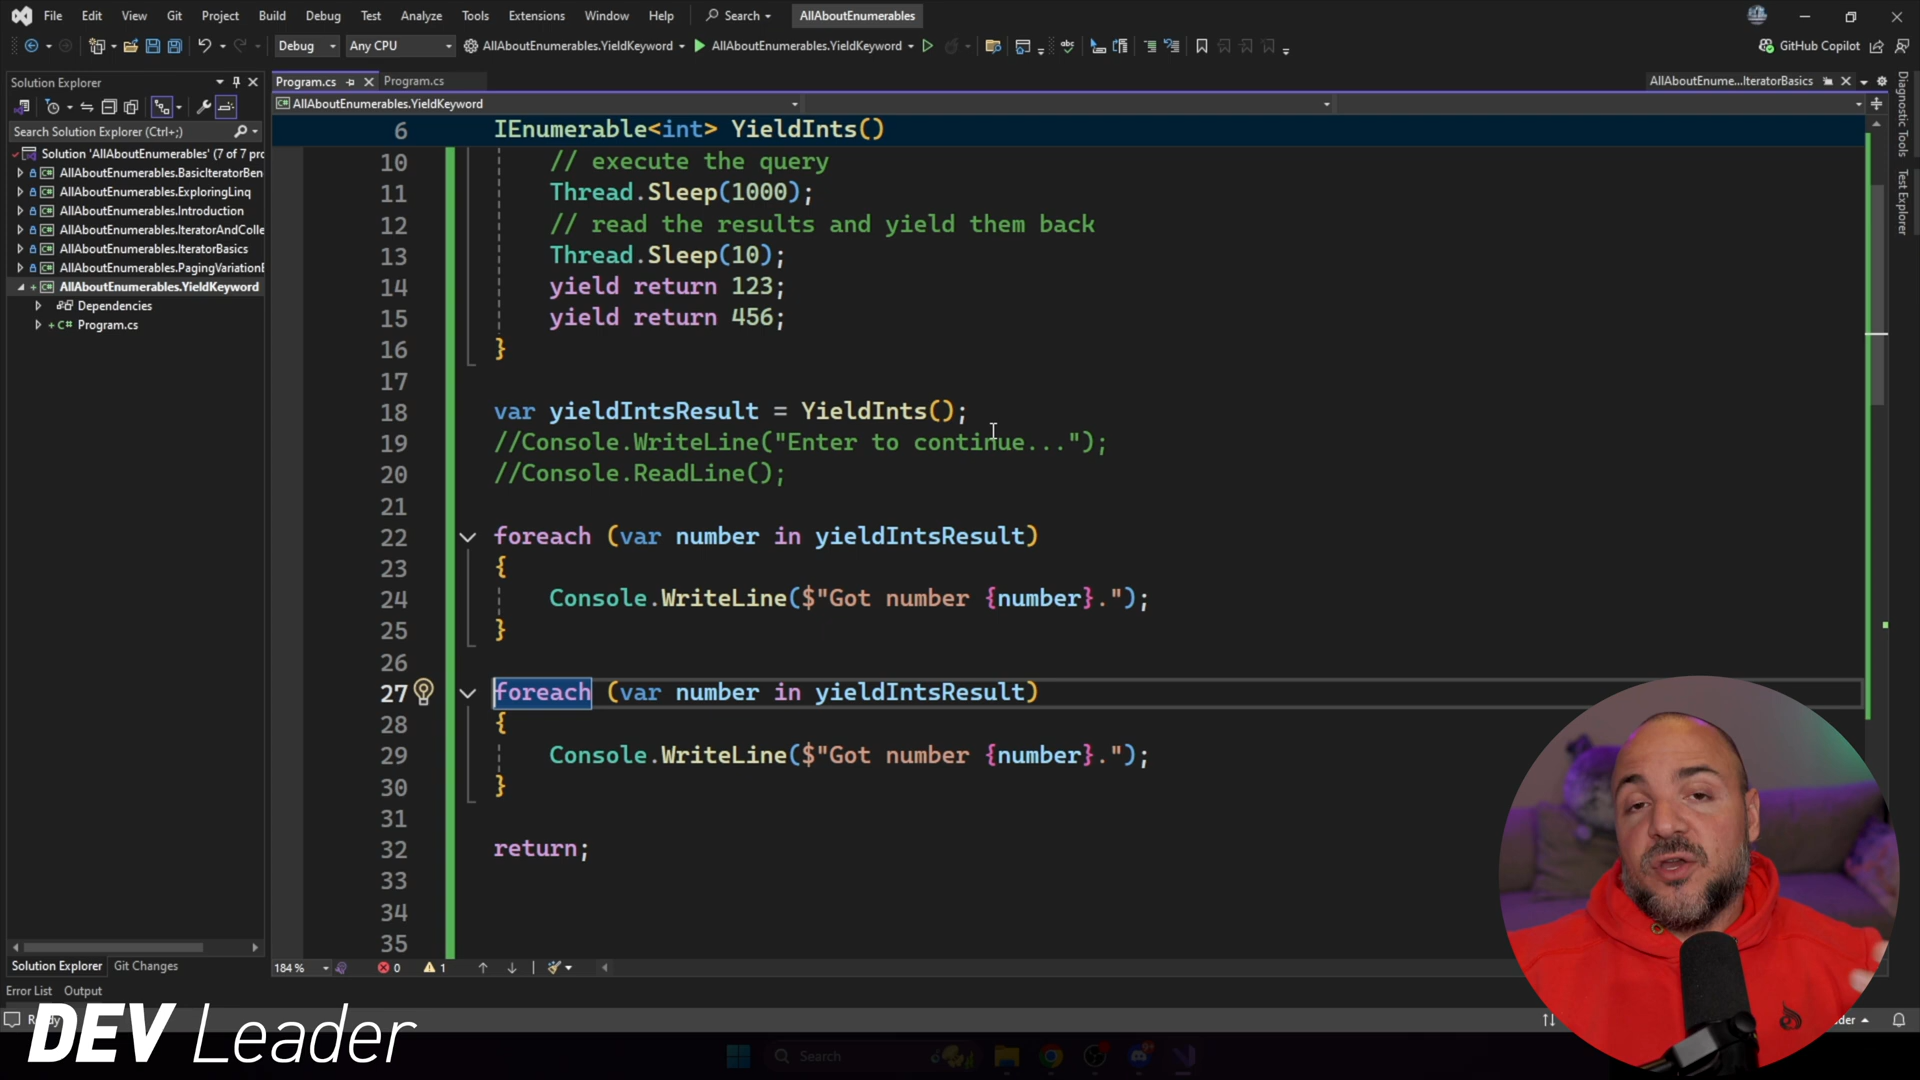 File Edit View Git Project Build Debug Test Analyze Tools Extensions Window Help Search AllAboutEnumerables
Debug Any CPU AllAboutEnumerables.YieldKeyword AllAboutEnumerables.YieldKeyword GitHub Copilot
Solution Explorer
Program.cs Program.cs AllAboutEnume...IteratorBasics
AllAboutEnumerables.YieldKeyword
Search Solution Explorer (Ctrl+;)
Solution 'AllAboutEnumerables' (7 of 7 pro
AllAboutEnumerables.BasicIteratorBen
AllAboutEnumerables.ExploringLinq
AllAboutEnumerables.Introduction
AllAboutEnumerables.IteratorAndColle
AllAboutEnumerables.IteratorBasics
AllAboutEnumerables.PagingVariationE
AllAboutEnumerables.YieldKeyword
Dependencies
C# Program.cs
6 IEnumerable<int> YieldInts()
10 // execute the query
11 Thread.Sleep(1000);
12 // read the results and yield them back
13 Thread.Sleep(10);
14 yield return 123;
15 yield return 456;
16 }
17
18 var yieldIntsResult = YieldInts();
19 //Console.WriteLine("Enter to continue...");
20 //Console.ReadLine();
21
22 foreach (var number in yieldIntsResult)
23 {
24 Console.WriteLine($"Got number {number}.");
25 }
26
27 foreach (var number in yieldIntsResult)
28 {
29 Console.WriteLine($"Got number {number}.");
30 }
31
32 return;
33
34
35
Diagnostic Tools
Test Explorer
184 % 0 1
Solution Explorer Git Changes
Error List Output
DEV Leader
Search